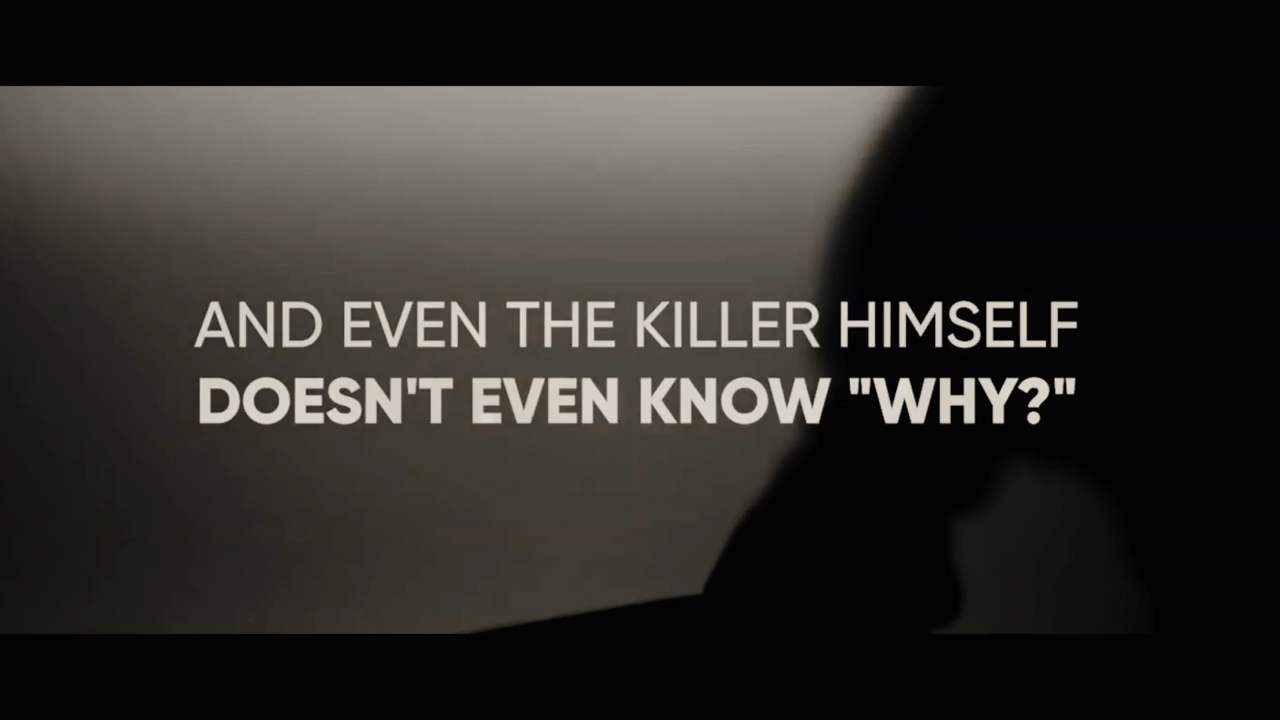 AND EVEN THE KILLER HIMSELF
DOESN'T EVEN KNOW "WHY?"